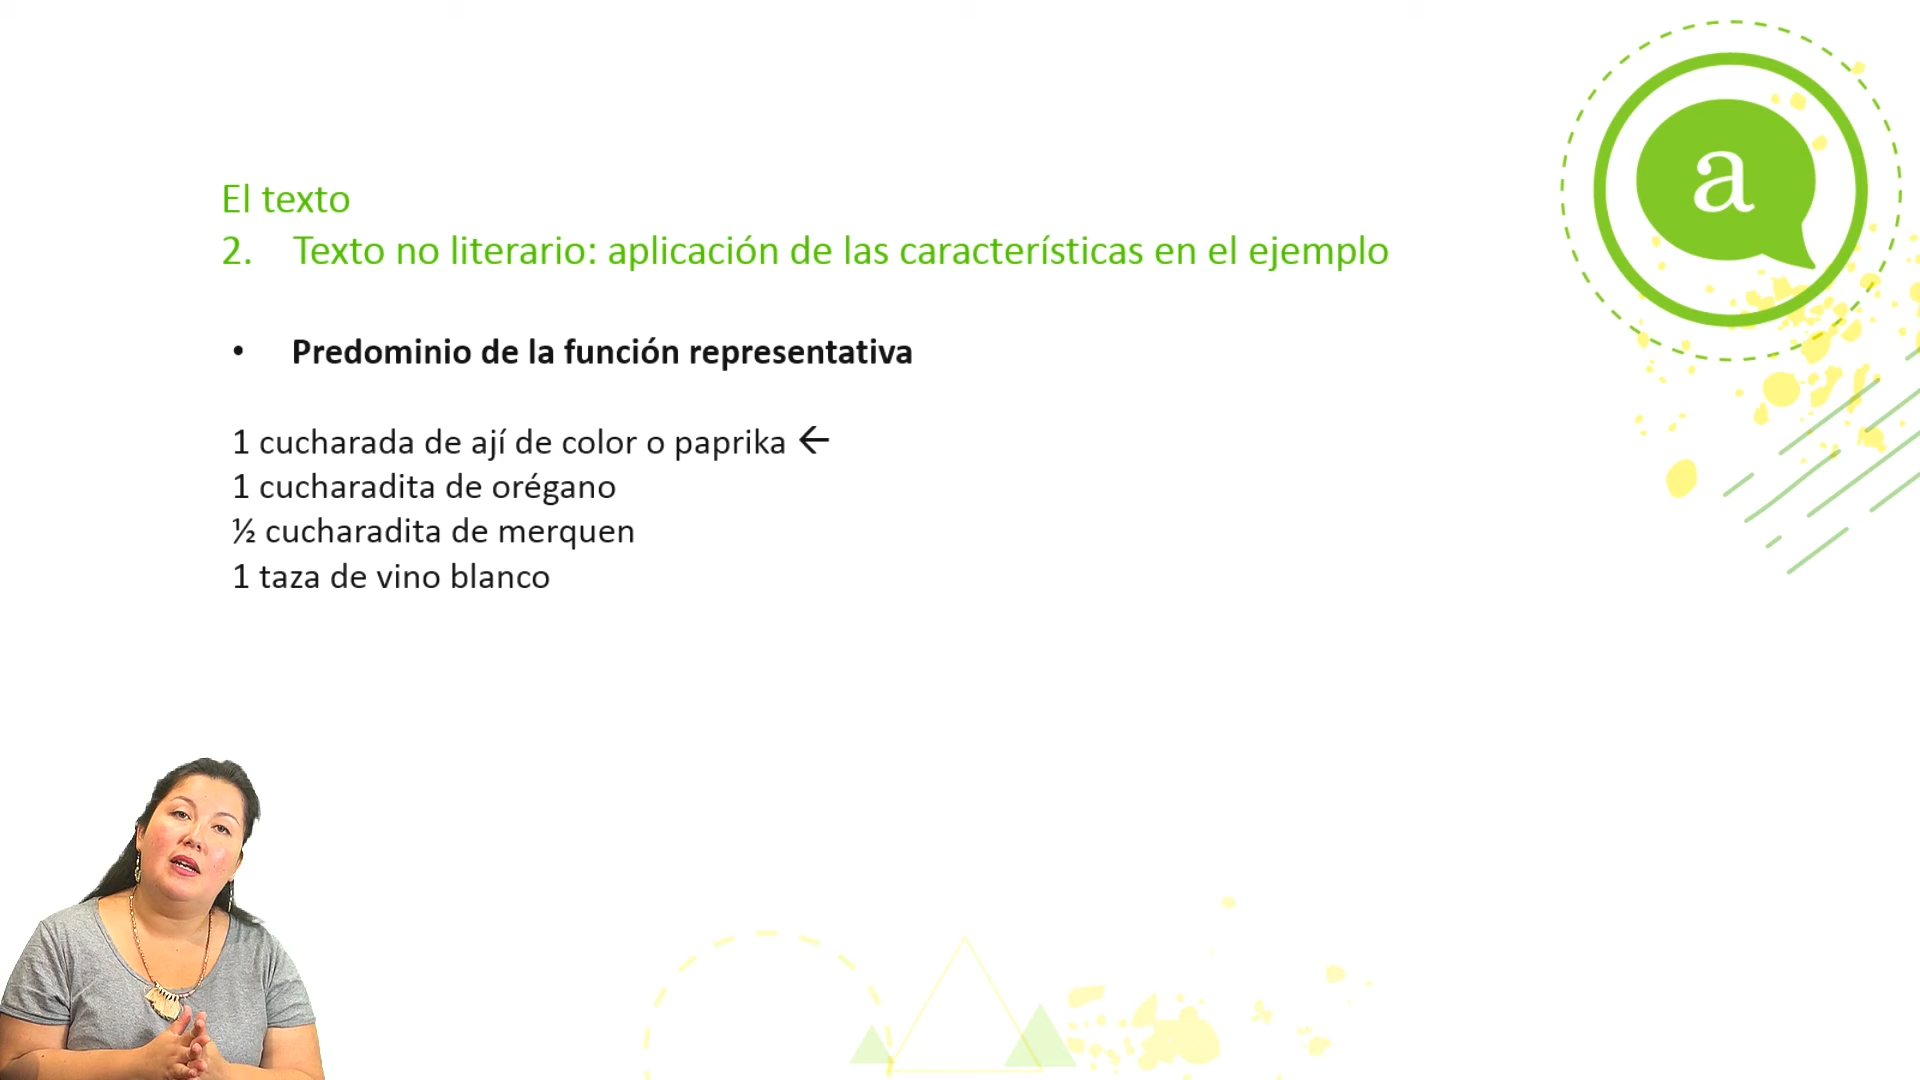 a
El texto
2. Texto no literario: aplicación de las características en el ejemplo
• Predominio de la función representativa
1 cucharada de ají de color o paprika ←
1 cucharadita de orégano
½ cucharadita de merquen
1 taza de vino blanco